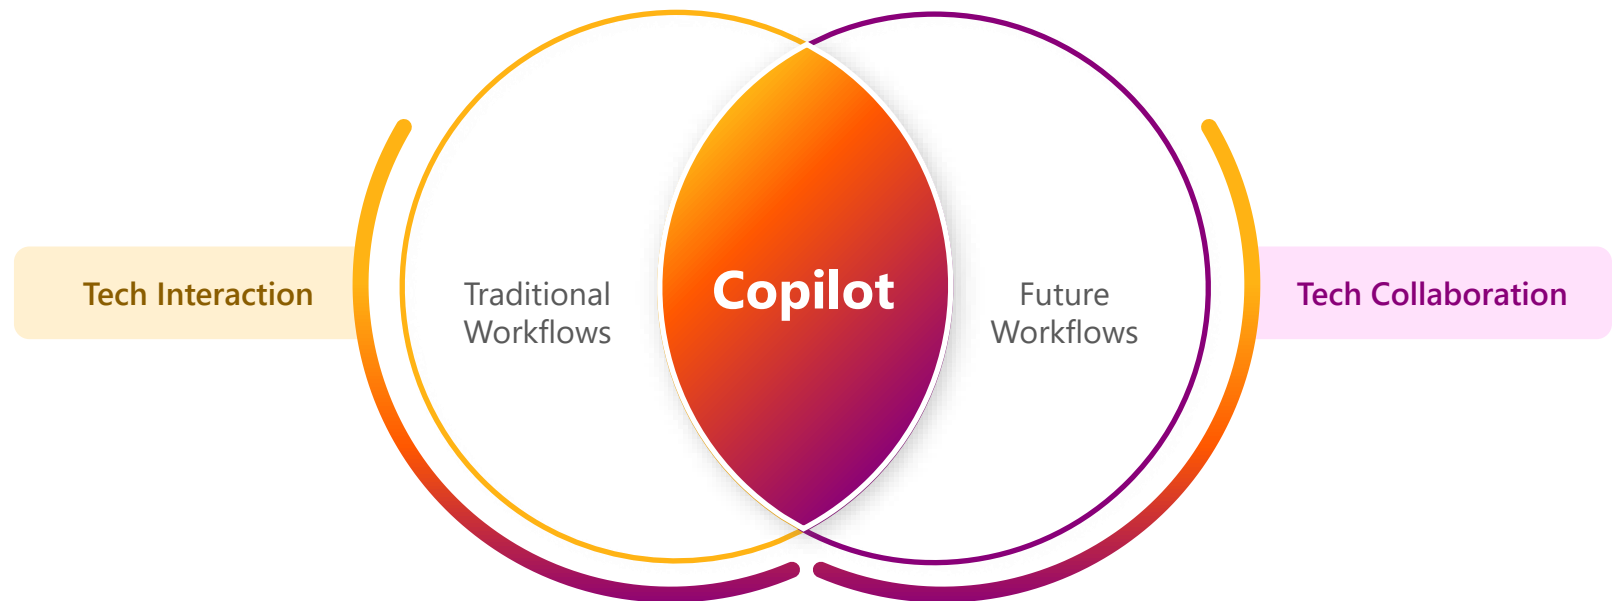 Tech Interaction
Traditional
Workflows
Copilot
Future
Workflows
Tech Collaboration